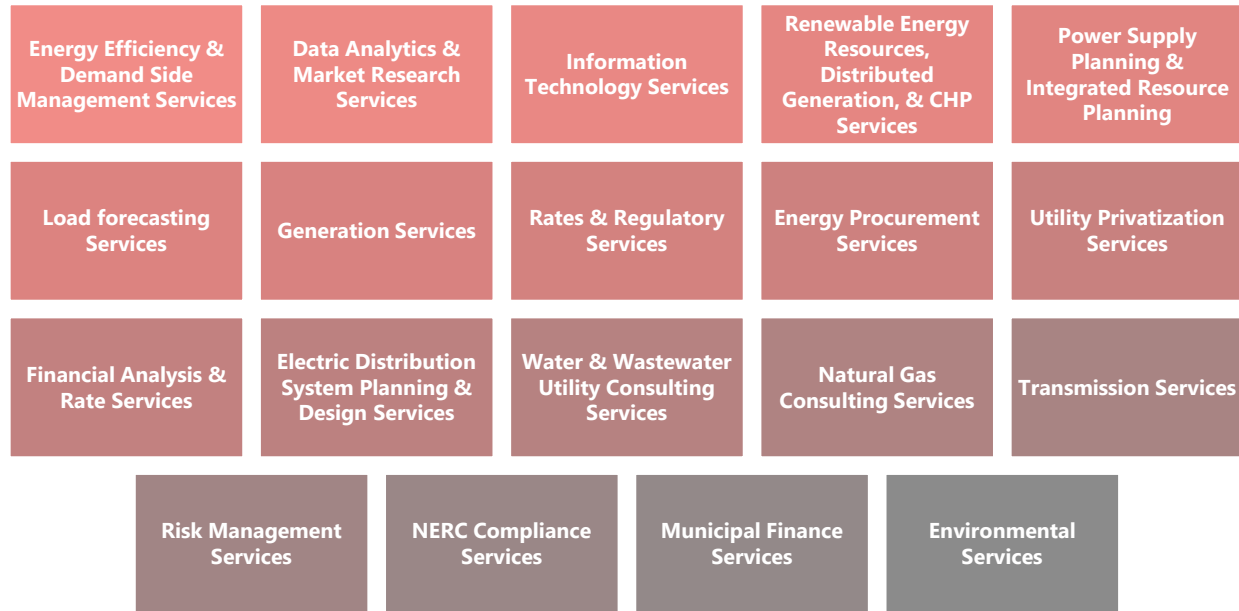 Energy Efficiency &
Demand Side
Management Services
Data Analytics &
Market Research
Services
Information
Technology Services
Renewable Energy
Resources,
Distributed
Generation, & CHP
Services
Power Supply
Planning &
Integrated Resource
Planning
Load forecasting
Services
Generation Services
Rates & Regulatory
Services
Energy Procurement
Services
Utility Privatization
Services
Financial Analysis &
Rate Services
Electric Distribution
System Planning &
Design Services
Water & Wastewater
Utility Consulting
Services
Natural Gas
Consulting Services
Transmission Services
Risk Management
Services
NERC Compliance
Services
Municipal Finance
Services
Environmental
Services